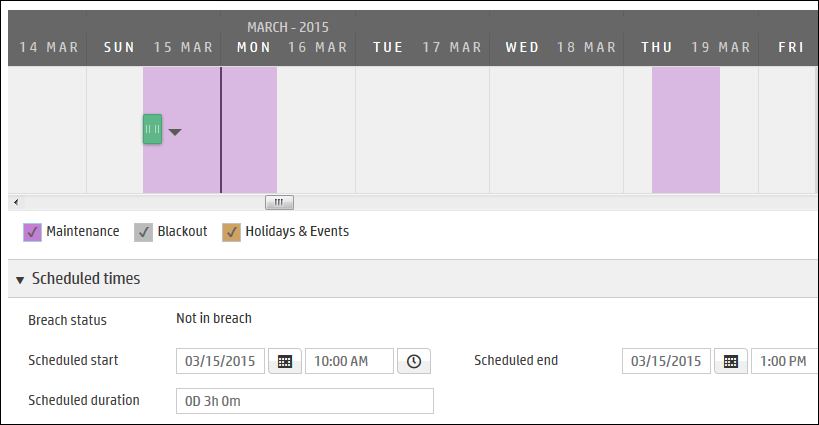 MARCH - 2015
14 MAR SUN 15 MAR MON 16 MAR TUE 17 MAR WED 18 MAR THU 19 MAR FRI
Maintenance Blackout Holidays & Events
Scheduled times
Breach status Not in breach
Scheduled start 03/15/2015 10:00 AM Scheduled end 03/15/2015 1:00 PM
Scheduled duration 0D 3h 0m